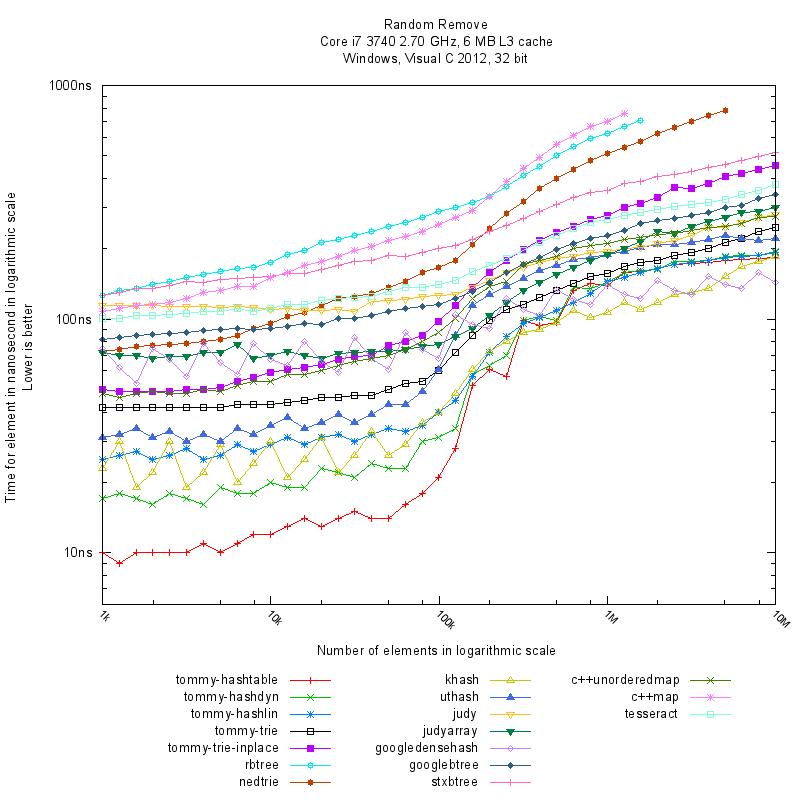 Random Remove
Core i7 3740 2.70 GHz, 6 MB L3 cache
Windows, Visual C 2012, 32 bit
1000ns
100ns
10ns
Time for element in nanosecond in logarithmic scale
Lower is better
1k
10k
100k
1M
10M
Number of elements in logarithmic scale
tommy-hashtable
tommy-hashdyn
tommy-hashlin
tommy-trie
tommy-trie-inplace
rbtree
nedtrie
khash
uthash
judy
judyarray
googledensehash
googlebtree
stxbtree
c++unorderedmap
c++map
tesseract